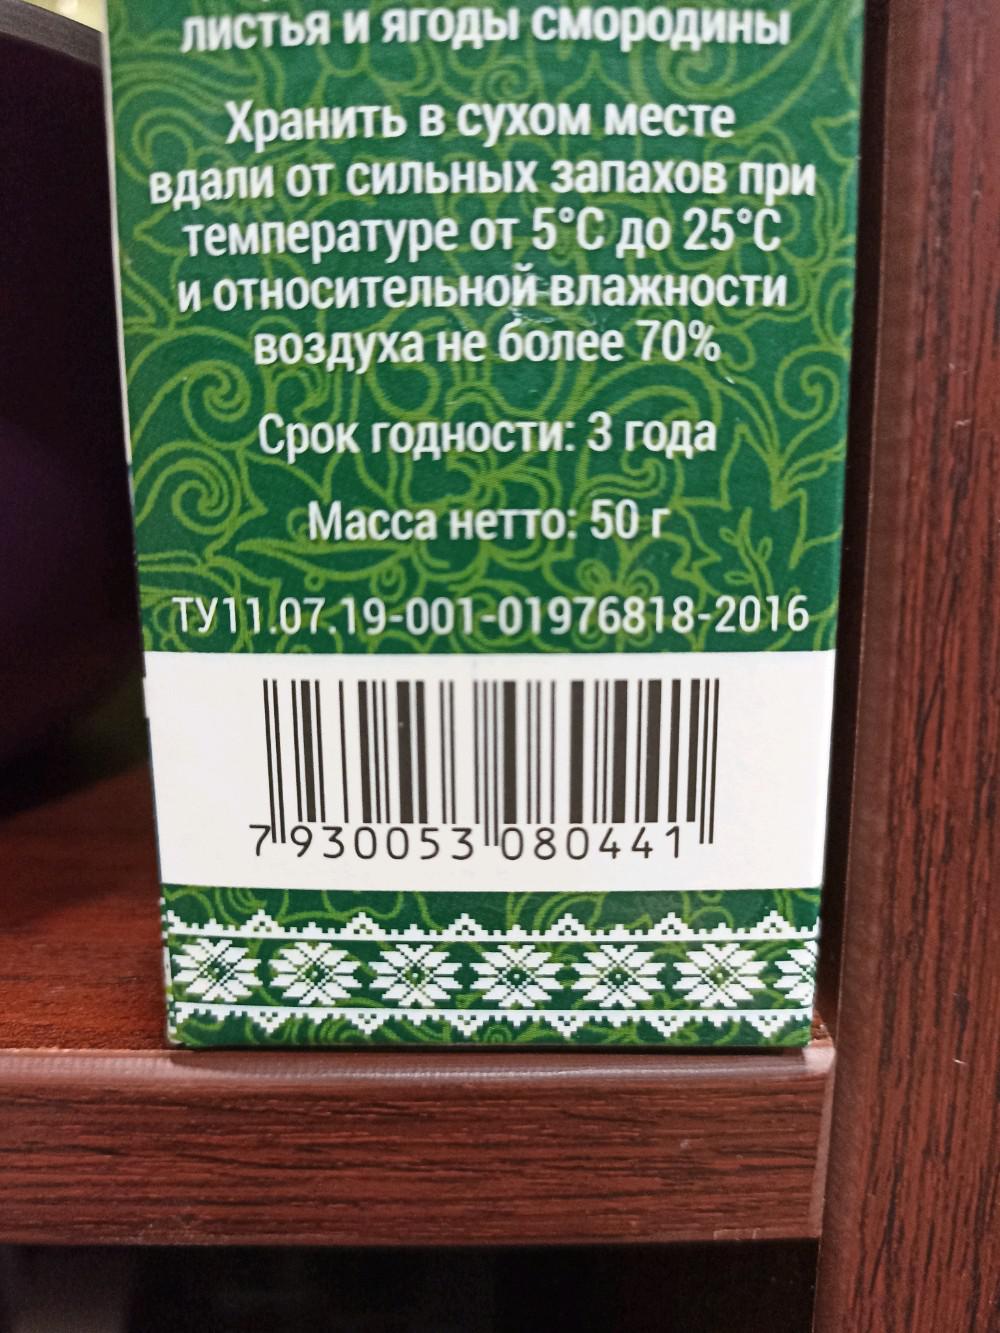 листья и ягоды смородины
Хранить в сухом месте
вдали от сильных запахов при
температуре от 5°С до 25°С
и относительной влажности
воздуха не более 70%
Срок годности: 3 года
Масса нетто: 50 г
ТУ11.07.19-001-01976818-2016
7 930053 080441